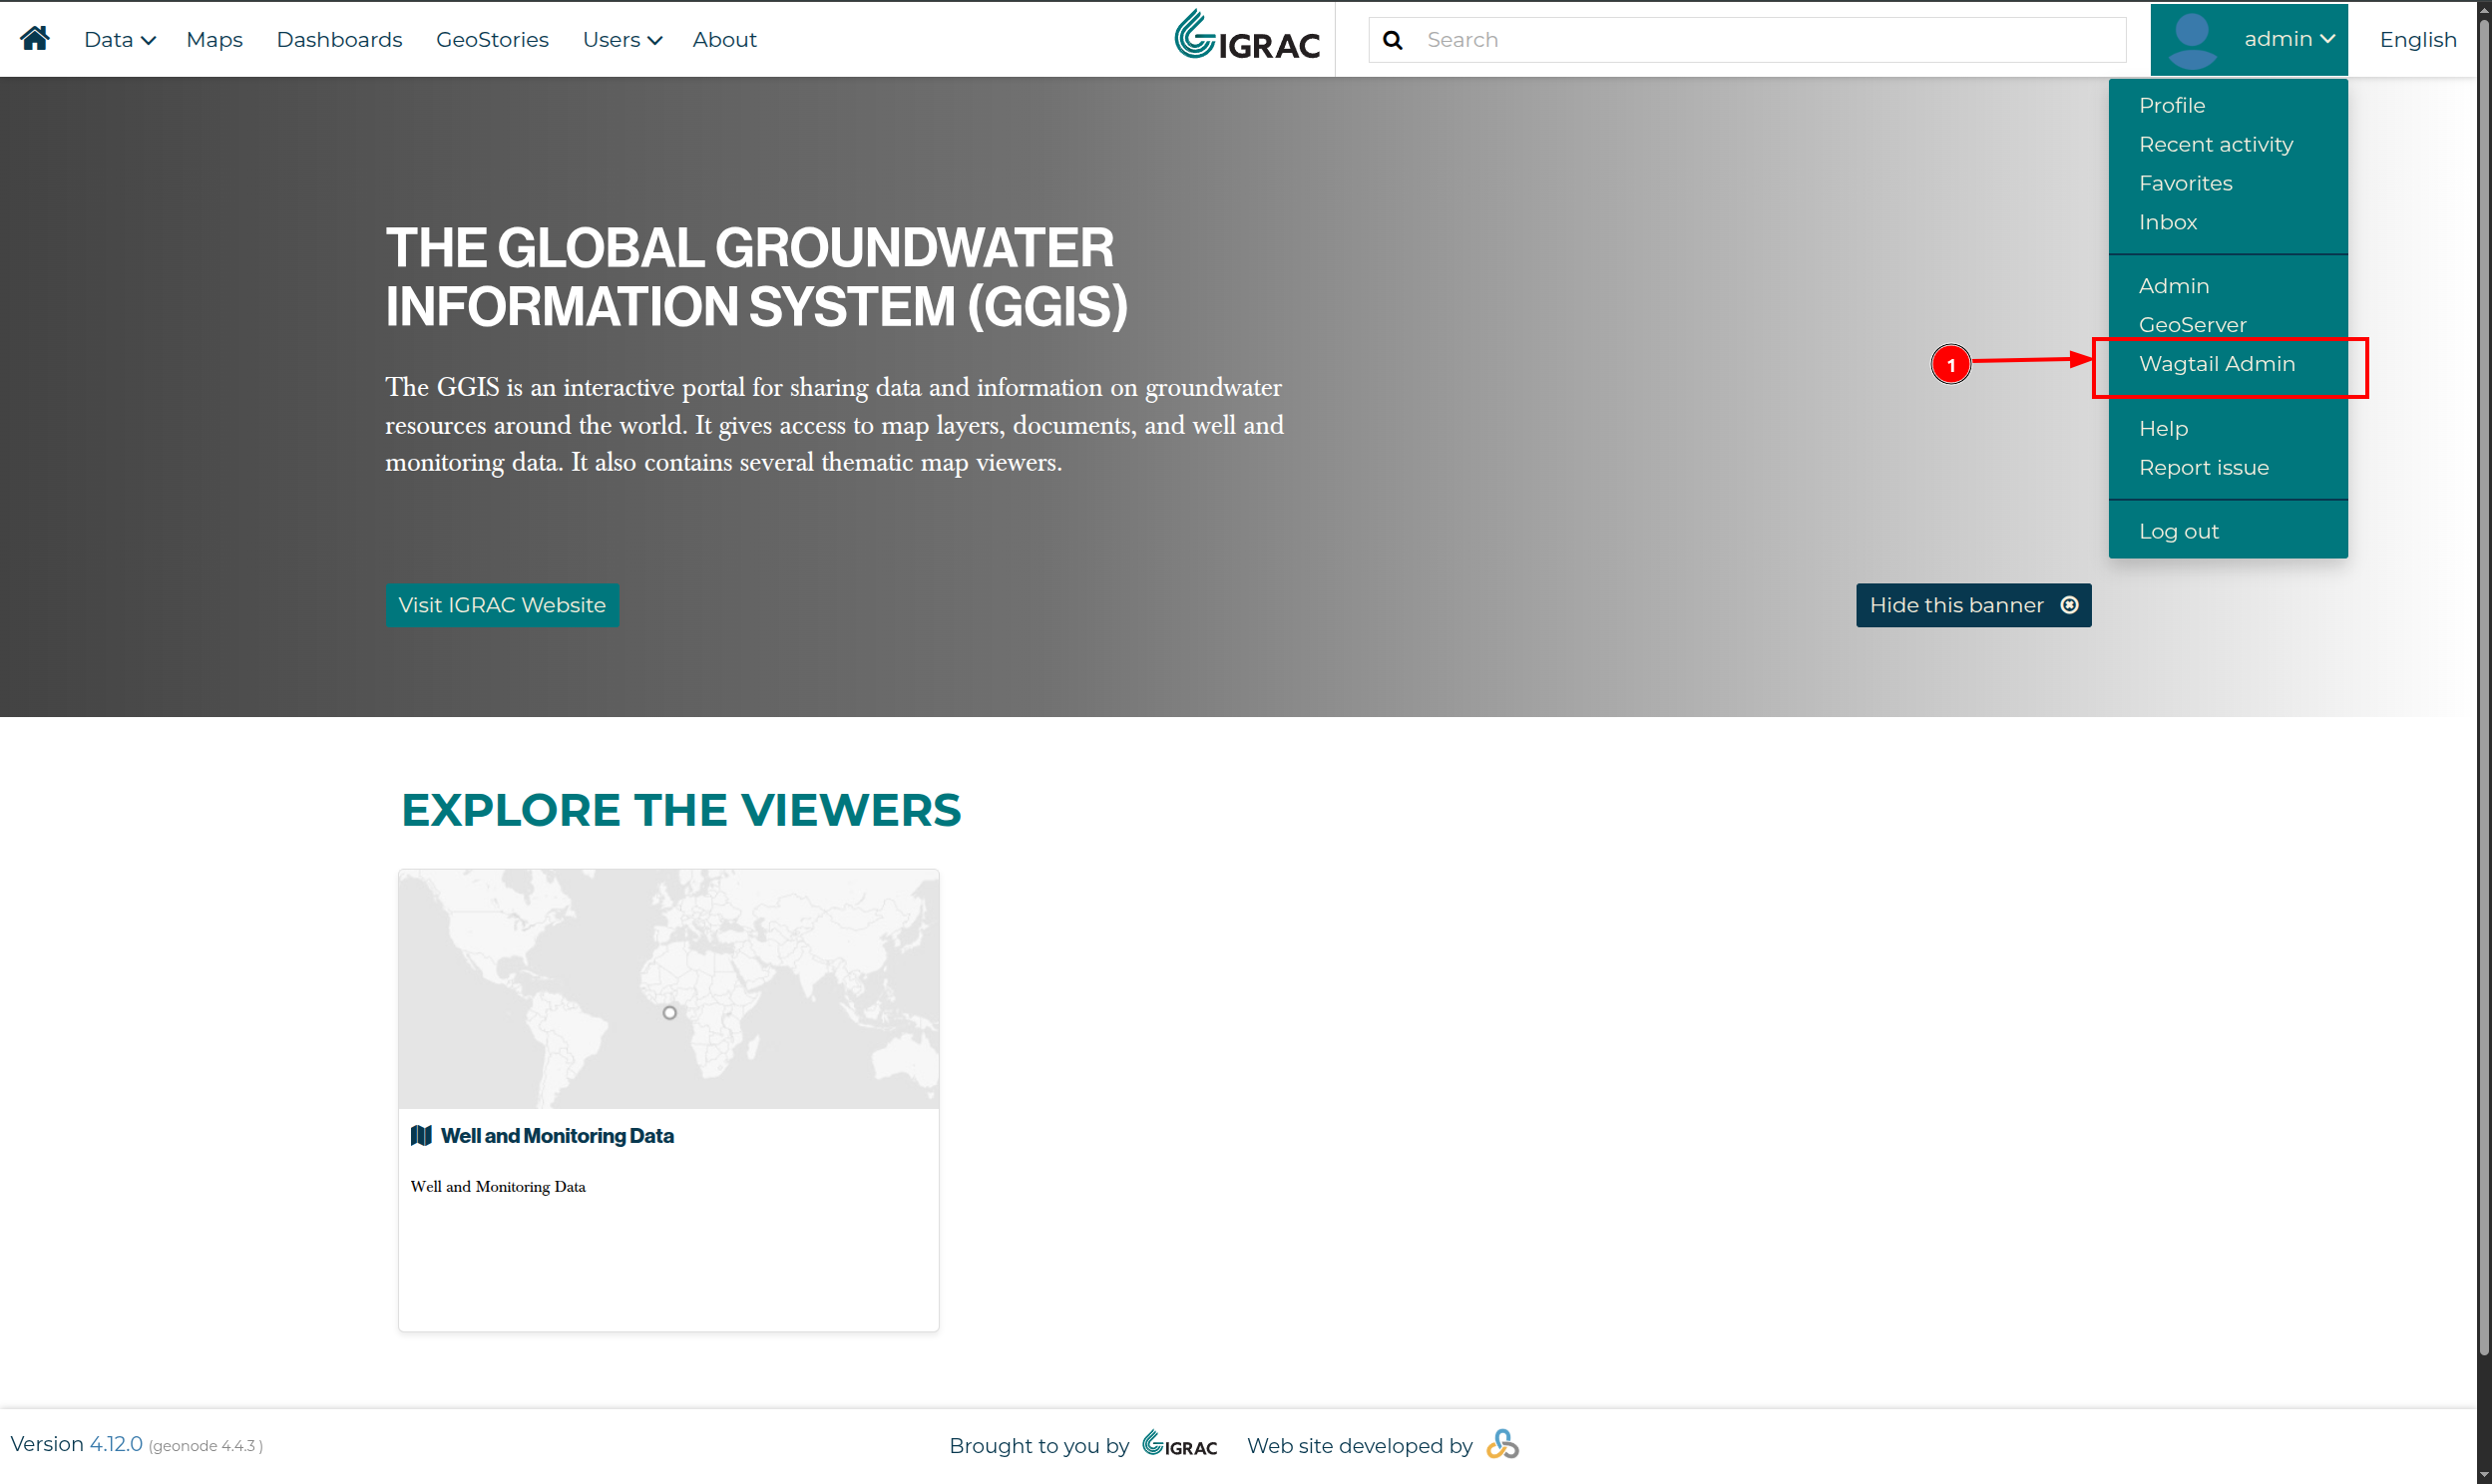 Data Maps Dashboards GeoStories Users About
IGRAC
Search
admin
English
Profile
Recent activity
Favorites
Inbox
Admin
GeoServer
1
Wagtail Admin
Help
Report issue
Log out
THE GLOBAL GROUNDWATER
INFORMATION SYSTEM (GGIS)
The GGIS is an interactive portal for sharing data and information on groundwater
resources around the world. It gives access to map layers, documents, and well and
monitoring data. It also contains several thematic map viewers.
Visit IGRAC Website
Hide this banner
EXPLORE THE VIEWERS
Well and Monitoring Data
Well and Monitoring Data
Version 4.12.0 (geonode 4.4.3 )
Brought to you by IGRAC Web site developed by